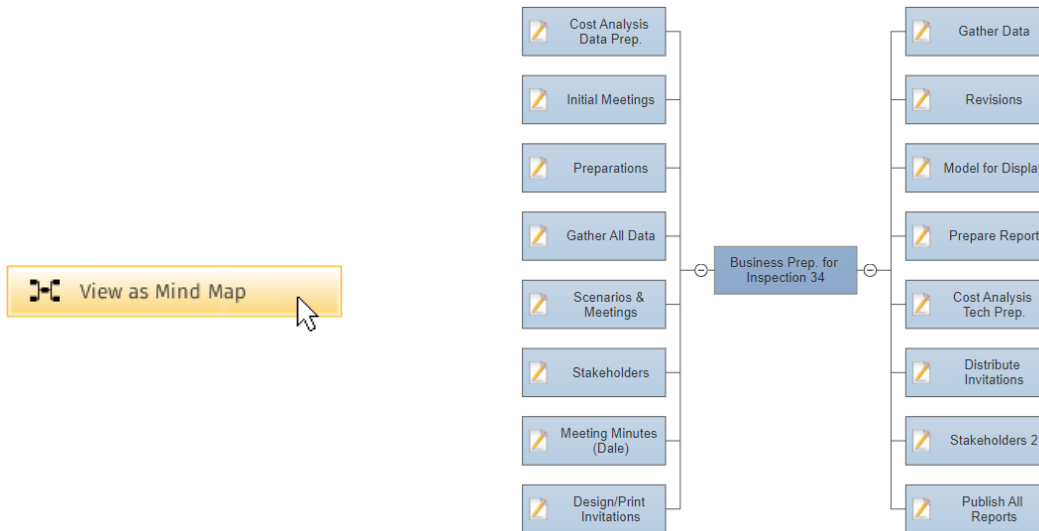 View as Mind Map
Cost Analysis
Data Prep.
Initial Meetings
Preparations
Gather All Data
Scenarios &
Meetings
Stakeholders
Meeting Minutes
(Dale)
Design/Print
Invitations
Business Prep. for
Inspection 34
Gather Data
Revisions
Model for Display
Prepare Report
Cost Analysis
Tech Prep.
Distribute
Invitations
Stakeholders 2
Publish All
Reports